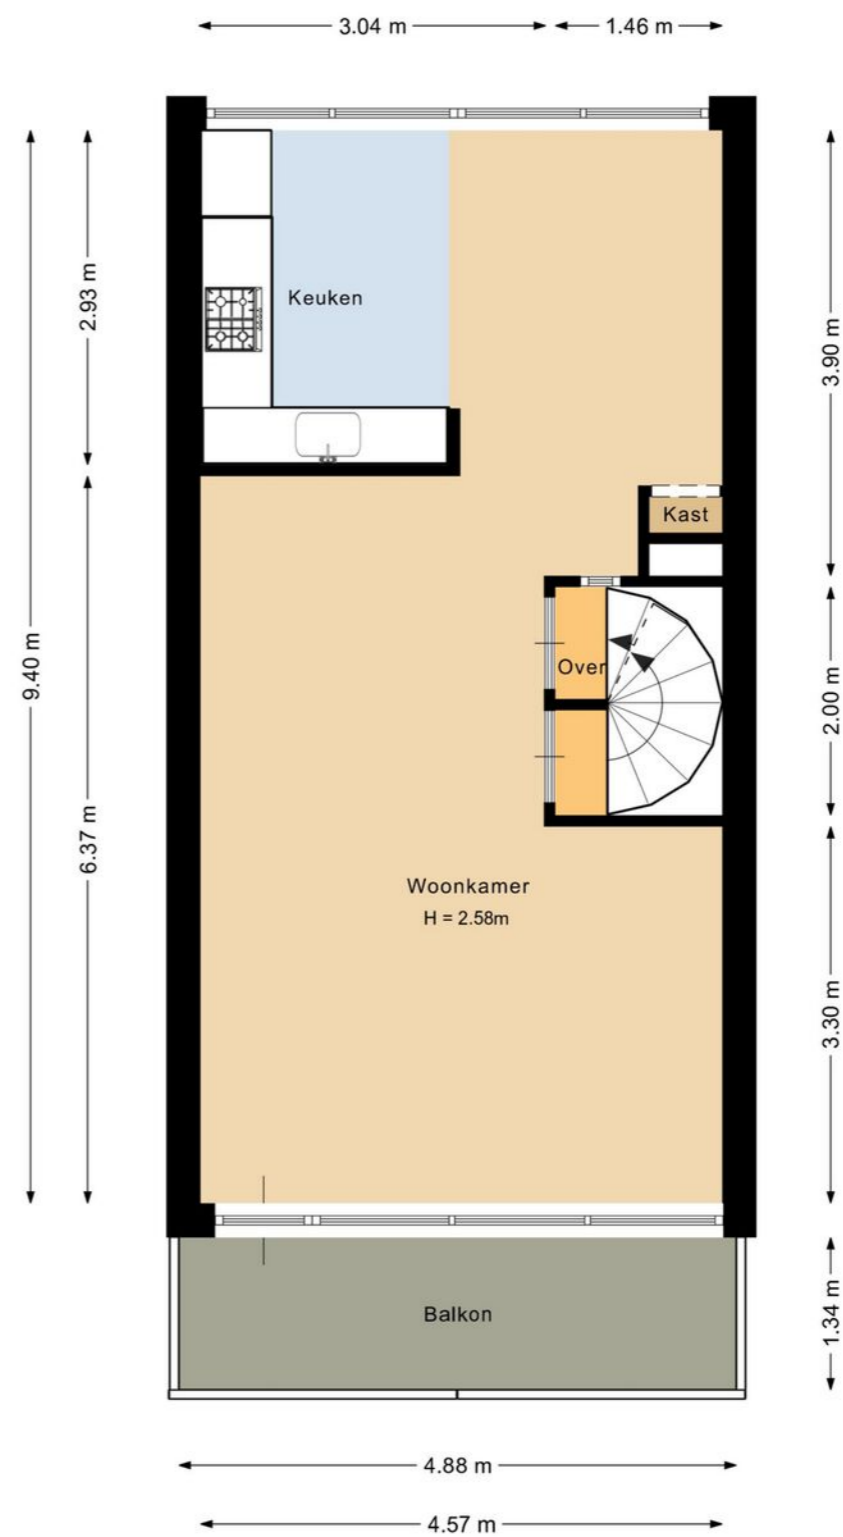 3.04 m
1.46 m
2.93 m
Keuken
3.90 m
Kast
9.40 m
Over
2.00 m
6.37 m
Woonkamer
H = 2.58m
3.30 m
Balkon
1.34 m
4.88 m
4.57 m